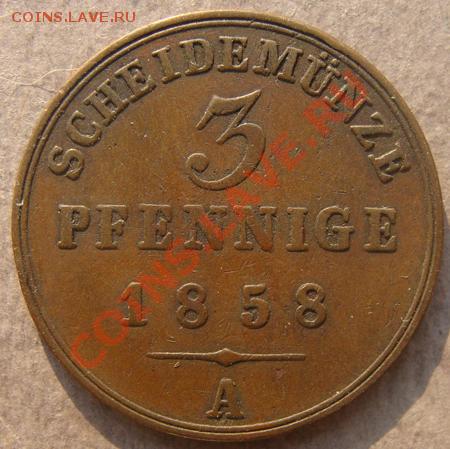 COINS.LAVE.RU
SCHEIDEMÜNZE
3
PFENNIGE
1858
A
COINS.LAVE.RU